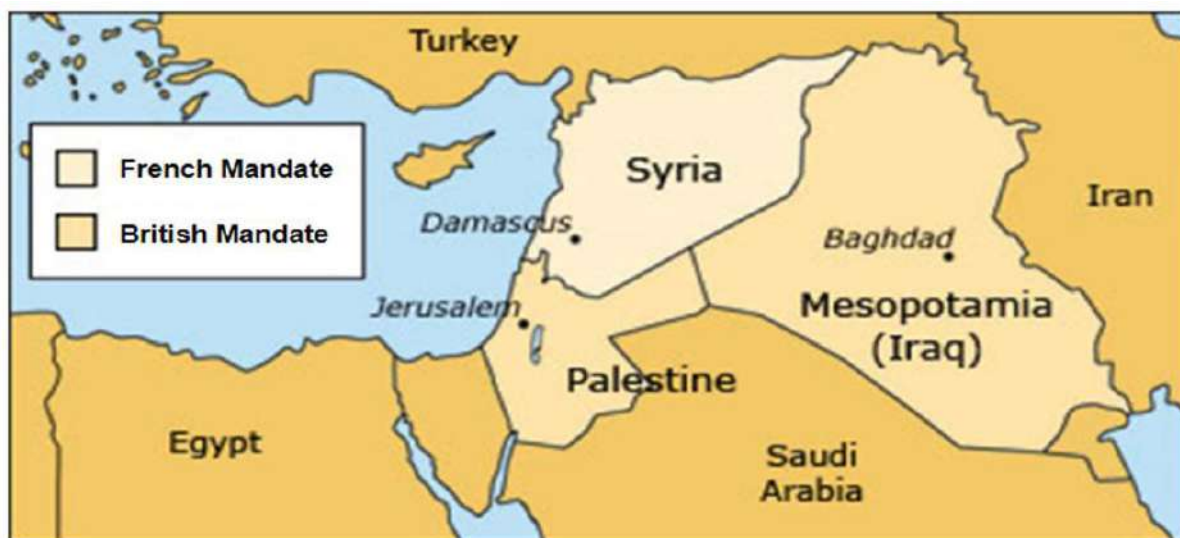 Turkey
French Mandate
British Mandate
Syria
Damascus
Iran
Baghdad
Jerusalem
Mesopotamia
(Iraq)
Palestine
Egypt
Saudi
Arabia